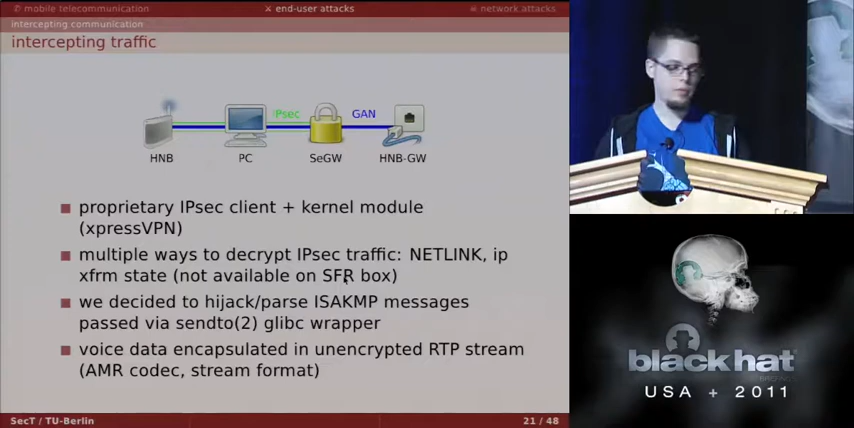 mobile telecommunication
end-user attacks
network attacks
intercepting communication
intercepting traffic
IPsec
GAN
HNB
PC
SeGW
HNB-GW
proprietary IPsec client + kernel module
(xpressVPN)
multiple ways to decrypt IPsec traffic: NETLINK, ip
xfrm state (not available on SFR box)
we decided to hijack/parse ISAKMP messages
passed via sendto(2) glibc wrapper
voice data encapsulated in unencrypted RTP stream
(AMR codec, stream format)
SecT / TU-Berlin
21 / 48
black hat
USA + 2011